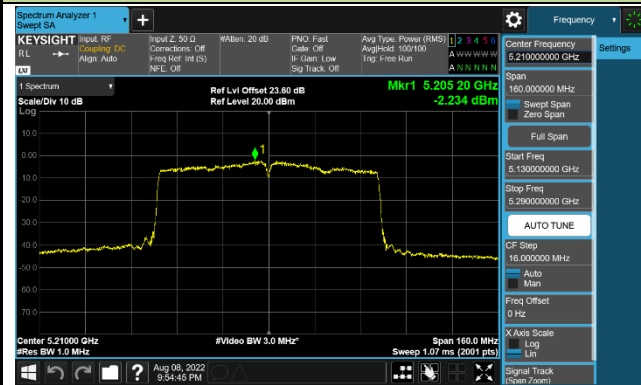 Spectrum Analyzer 1
Swept SA
Frequency
KEYSIGHT
RL
Input: RF
Coupling: DC
Align: Auto
Input Z: 50 Ω
Corrections: Off
Freq Ref: Int (S)
NFE: Off
#Atten: 20 dB
PNO: Fast
Gate: Off
IF Gain: Low
Sig Track: Off
Avg Type: Power (RMS)
Avg|Hold: 100/100
Trig: Free Run
1 2 3 4 5 6
A W W W W W
A N N N N N
1 Spectrum
Scale/Div 10 dB
Log
Ref Lvl Offset 23.60 dB
Ref Level 20.00 dBm
Mkr1 5.205 20 GHz
-2.234 dBm
1
10.0
0.00
-10.0
-20.0
-30.0
-40.0
-50.0
-60.0
-70.0
Center 5.21000 GHz
#Res BW 1.0 MHz
#Video BW 3.0 MHz*
Span 160.0 MHz
Sweep 1.07 ms (2001 pts)
Aug 08, 2022
9:54:45 PM
Center Frequency
5.210000000 GHz
Span
160.000000 MHz
Swept Span
Zero Span
Full Span
Start Freq
5.130000000 GHz
Stop Freq
5.290000000 GHz
AUTO TUNE
CF Step
16.000000 MHz
Auto
Man
Freq Offset
0 Hz
X Axis Scale
Log
Lin
Signal Track
(Span Zoom)
Settings